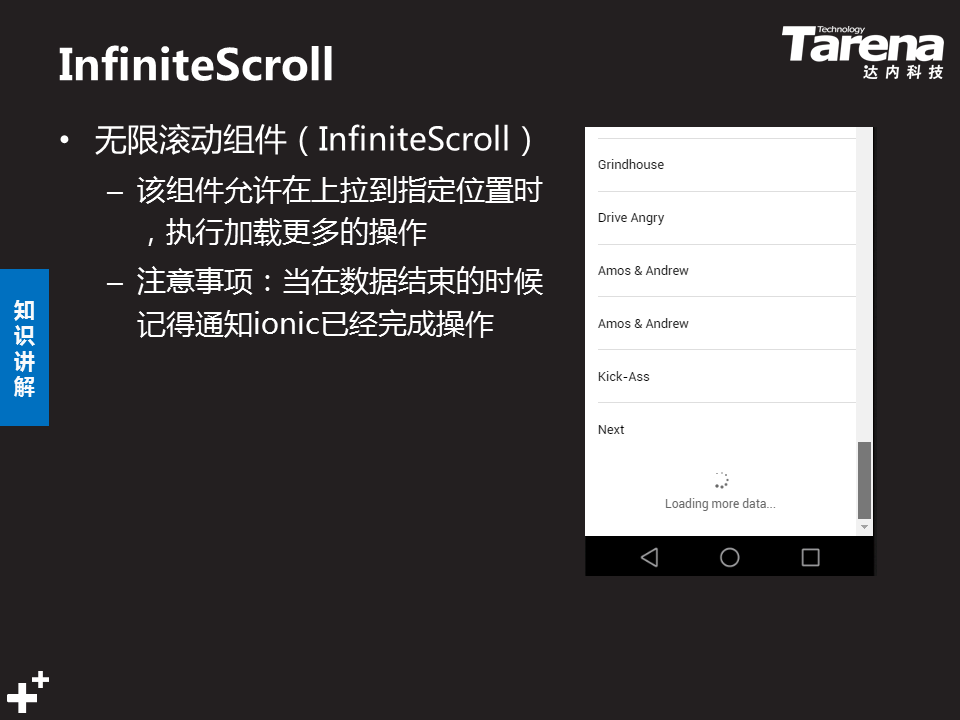 InfiniteScroll
Technology
Tarena
达内科技
• 无限滚动组件（InfiniteScroll）
– 该组件允许在上拉到指定位置时
，执行加载更多的操作
– 注意事项：当在数据结束的时候
记得通知ionic已经完成操作
知识讲解
Grindhouse
Drive Angry
Amos & Andrew
Amos & Andrew
Kick-Ass
Next
Loading more data...